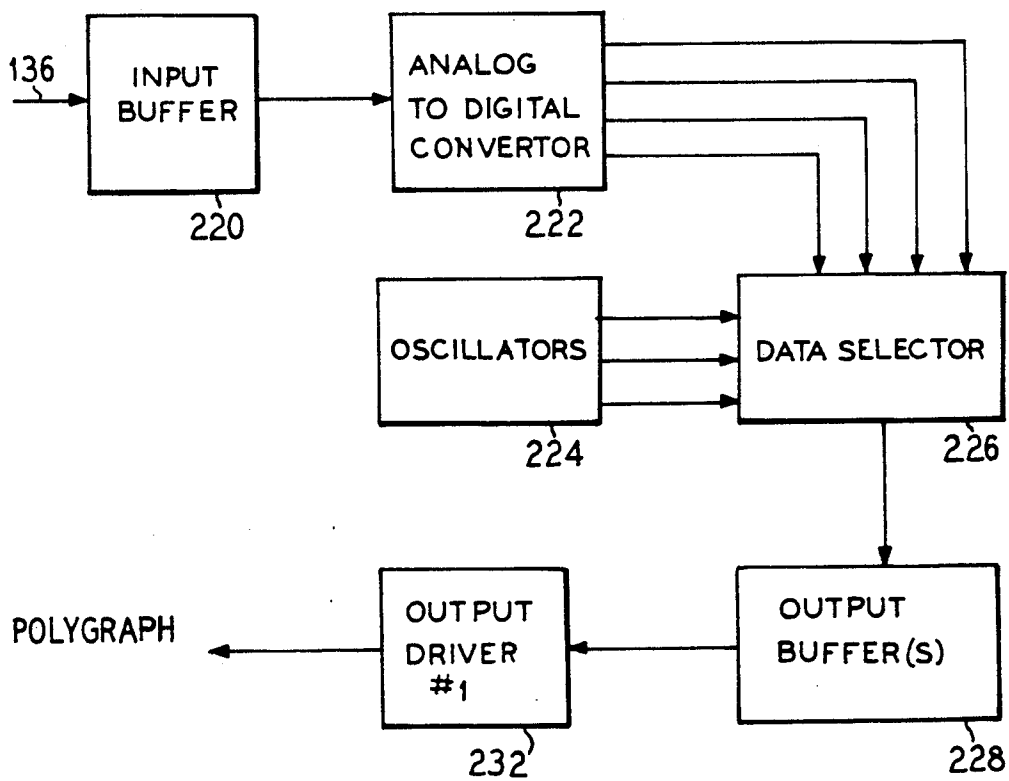 136
INPUT
BUFFER
220
ANALOG
TO DIGITAL
CONVERTOR
222
OSCILLATORS
224
DATA SELECTOR
226
POLYGRAPH
OUTPUT
DRIVER
#1
232
OUTPUT
BUFFER(S)
228